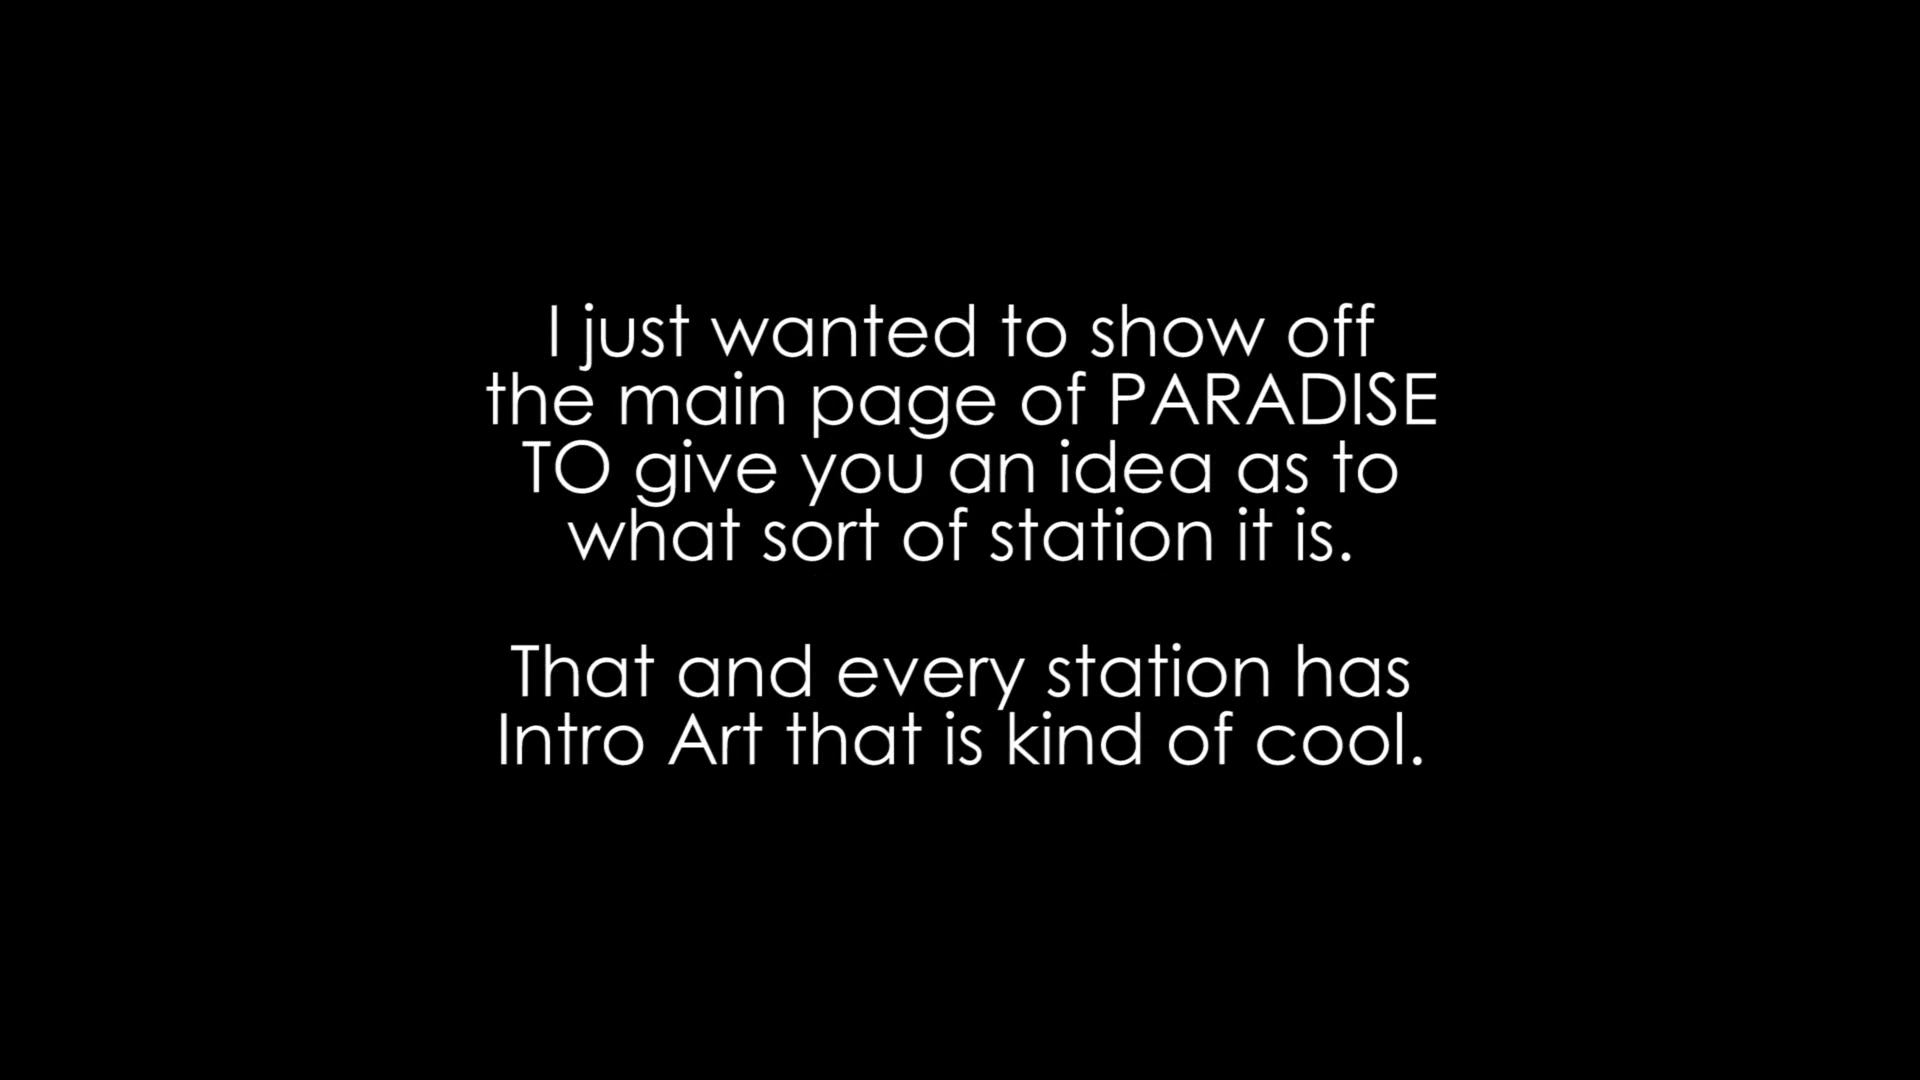 I just wanted to show off
the main page of PARADISE
TO give you an idea as to
what sort of station it is.
That and every station has
Intro Art that is kind of cool.